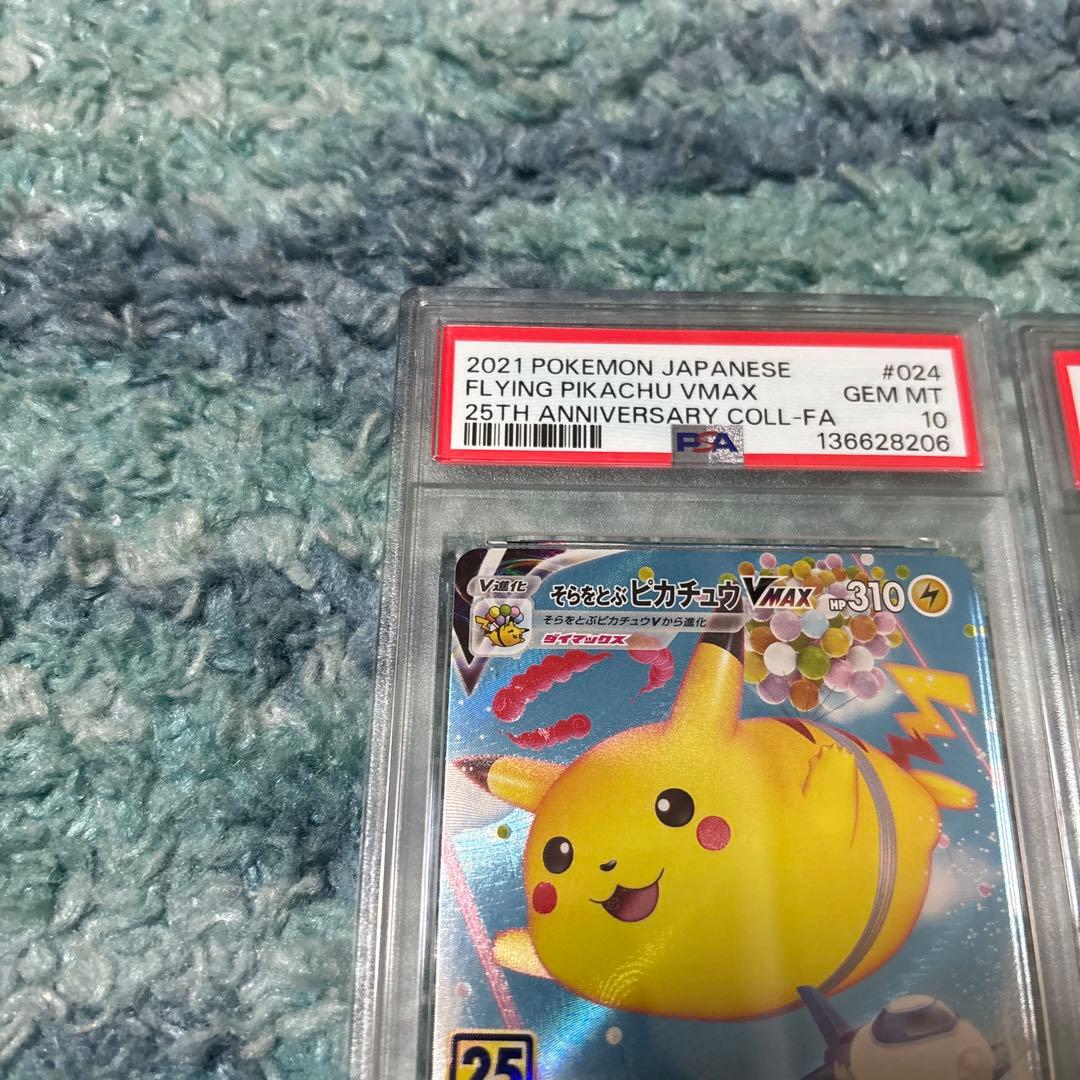 2021 POKEMON JAPANESE #024
FLYING PIKACHU VMAX GEM MT
25TH ANNIVERSARY COLL-FA 10
PSA 136628206
V進化 そらをとぶピカチュウVMAX HP310
そらをとぶピカチュウVから進化
ダイマックス
25